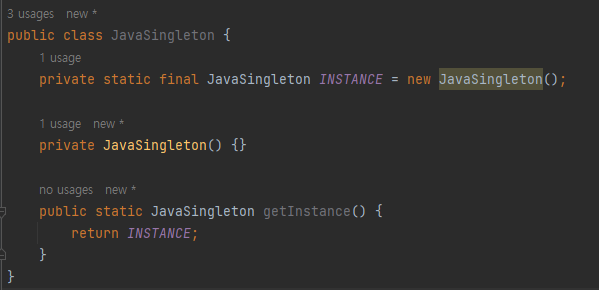 3 usages   new *
public class JavaSingleton {
    1 usage
    private static final JavaSingleton INSTANCE = new JavaSingleton();
    1 usage   new *
    private JavaSingleton() {}
    no usages   new *
    public static JavaSingleton getInstance() {
        return INSTANCE;
    }
}